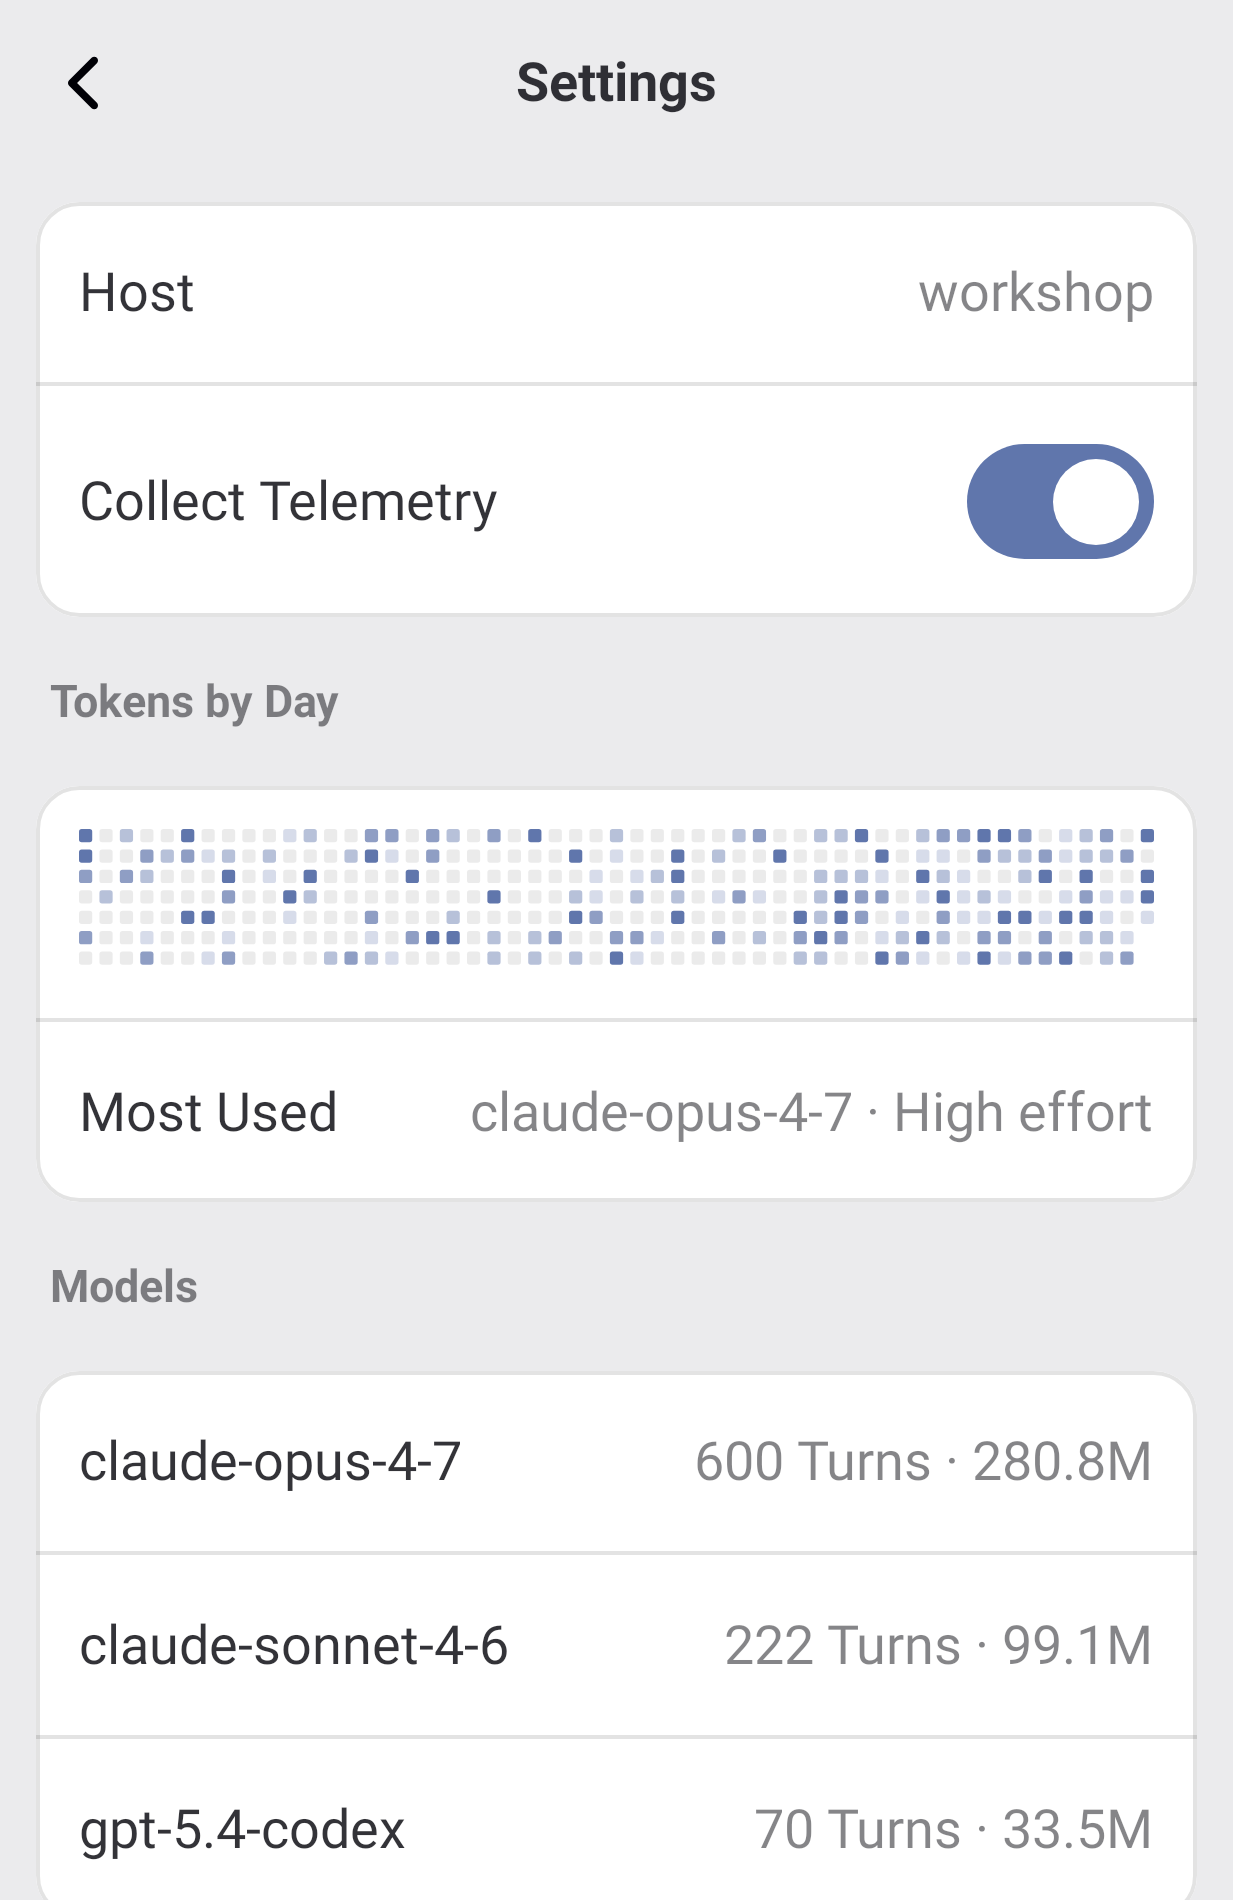 Settings
Host workshop
Collect Telemetry
Tokens by Day
Most Used claude-opus-4-7 · High effort
Models
claude-opus-4-7 600 Turns · 280.8M
claude-sonnet-4-6 222 Turns · 99.1M
gpt-5.4-codex 70 Turns · 33.5M